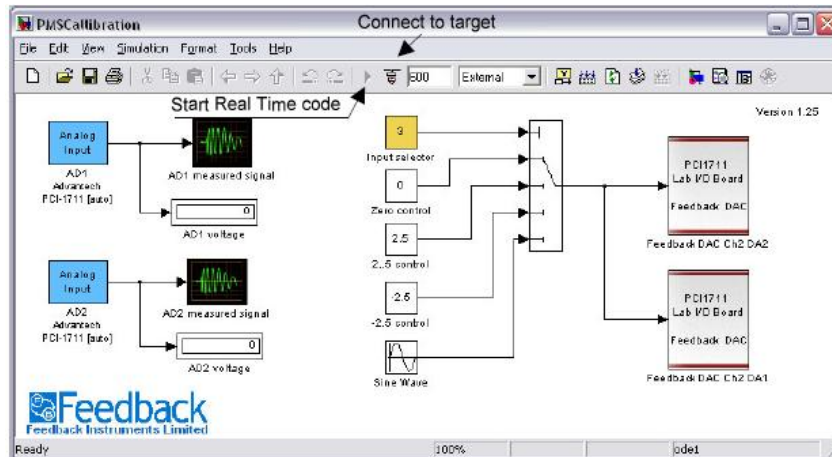 PMSCallibration
Connect to target
File Edit View Simulation Format Tools Help
600
External
Start Real Time code
Version 1.25
Analog
Input
AD1
Advantech
PCI-1711 [auto]
AD1 measured signal
0
AD1 voltage
Analog
Input
AD2
Advantech
PCI-1711 [auto]
AD2 measured signal
0
AD2 voltage
3
Input selector
0
Zero control
2.5
2..5 control
-2.5
-2.5 control
Sine Wave
PCI1711
Lab I/O Board
Feedback DAC
Feedback DAC Ch2 DA2
PCI1711
Lab I/O Board
Feedback DAC
Feedback DAC Ch2 DA1
Feedback
Feedback Instruments Limited
Ready
100%
ode1